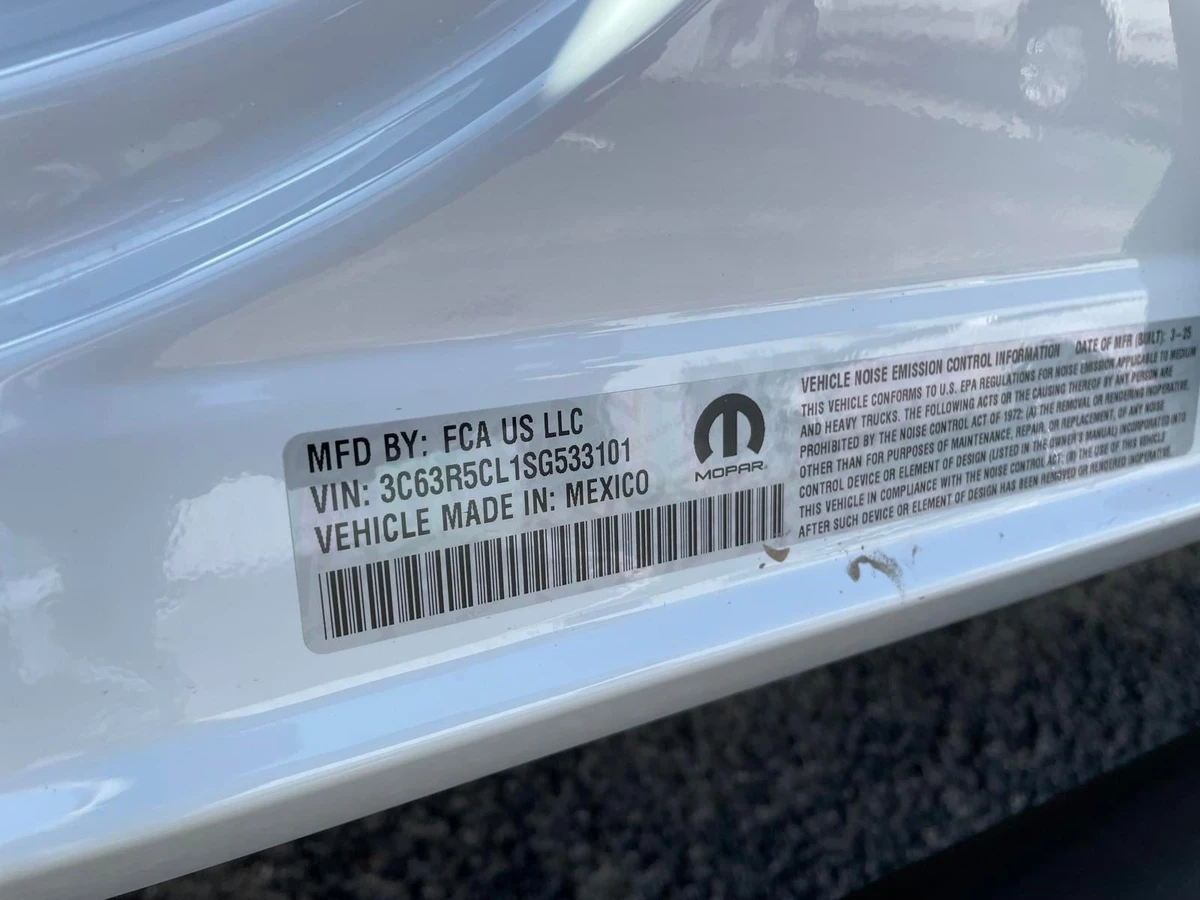 MFD BY: FCA US LLC
VIN: 3C63R5CL1SG533101
VEHICLE MADE IN: MEXICO
MOPAR
VEHICLE NOISE EMISSION CONTROL INFORMATION DATE OF MFR (BUILT): 3-25
THIS VEHICLE CONFORMS TO U.S. EPA REGULATIONS FOR NOISE EMISSION APPLICABLE TO MEDIUM
AND HEAVY TRUCKS. THE FOLLOWING ACTS OR THE CAUSING THEREOF BY ANY PERSON ARE
PROHIBITED BY THE NOISE CONTROL ACT OF 1972: (A) THE REMOVAL OR RENDERING INOPERATIVE,
OTHER THAN FOR PURPOSES OF MAINTENANCE, REPAIR, OR REPLACEMENT, OF ANY NOISE
CONTROL DEVICE OR ELEMENT OF DESIGN (LISTED IN THE OWNER'S MANUAL) INCORPORATED INTO
THIS VEHICLE IN COMPLIANCE WITH THE NOISE CONTROL ACT; (B) THE USE OF THIS VEHICLE
AFTER SUCH DEVICE OR ELEMENT OF DESIGN HAS BEEN REMOVED OR RENDERED INOPERATIVE.